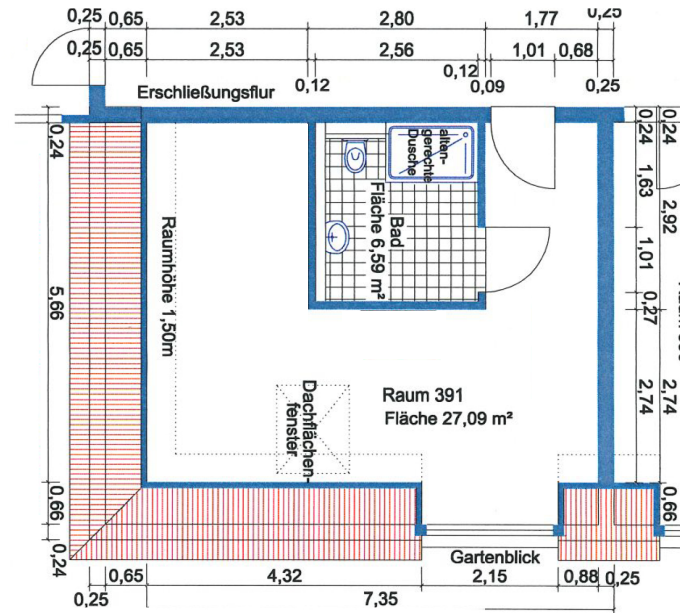 0,25 0,65 2,53 2,80 1,77 0,25
0,25 0,65 2,53 2,56 1,01 0,68
0,12 0,12 0,09 0,25
Erschließungsflur
0,24
5,66
0,66
0,24
Raumhöhe 1,50m
alten-
gerechte
Dusche
Bad
Fläche 6,59 m²
Dachflächen-
fenster
Raum 391
Fläche 27,09 m²
0,24
1,63
1,01
0,27
2,74
0,24
2,92
2,74
0,66
Gartenblick
0,65 4,32 2,15 0,88 0,25
0,25 7,35